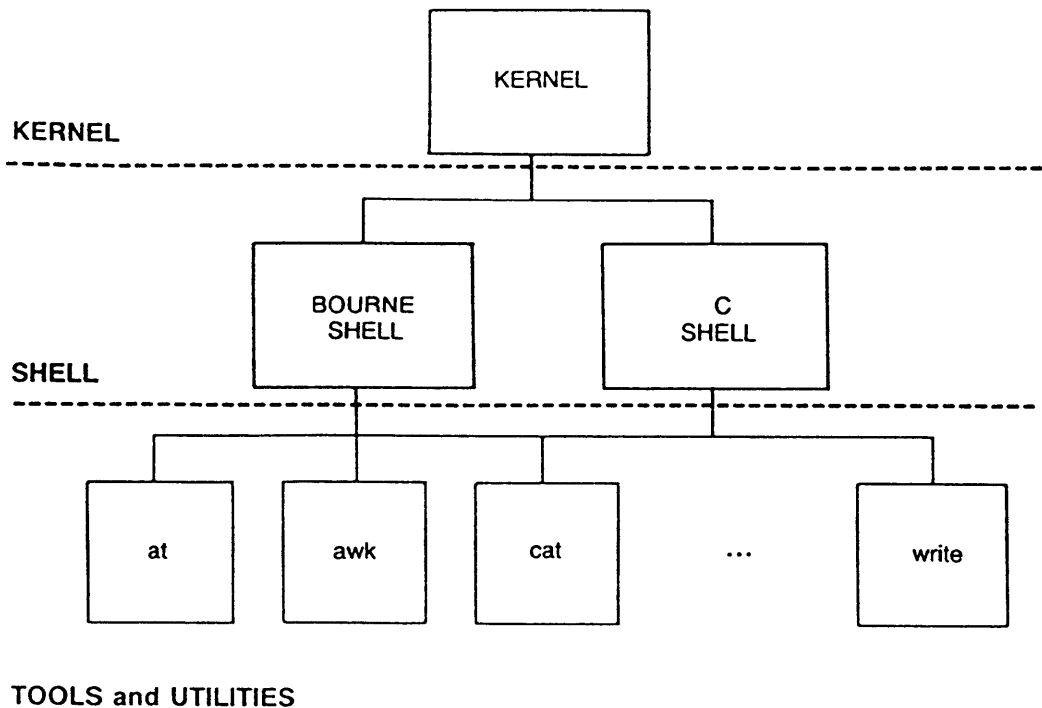 KERNEL
KERNEL
BOURNE
SHELL
C
SHELL
SHELL
at
awk
cat
...
write
TOOLS and UTILITIES